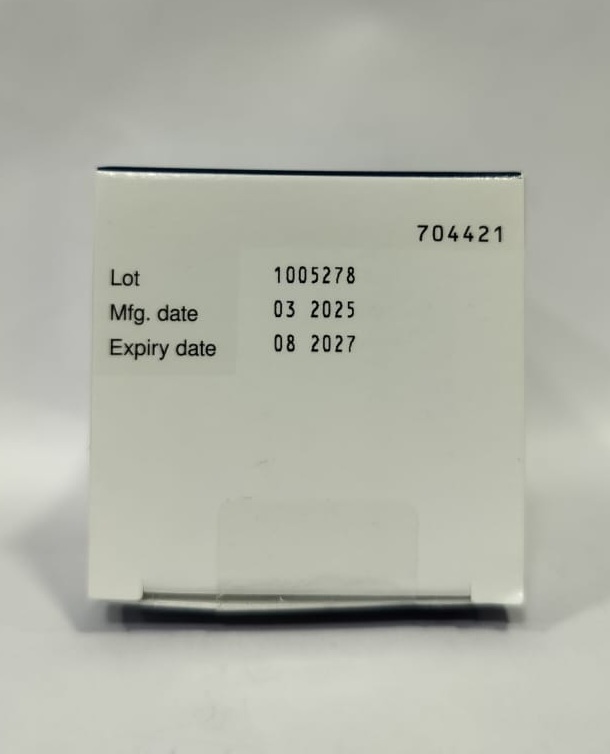 704421
Lot 1005278
Mfg. date 03 2025
Expiry date 08 2027